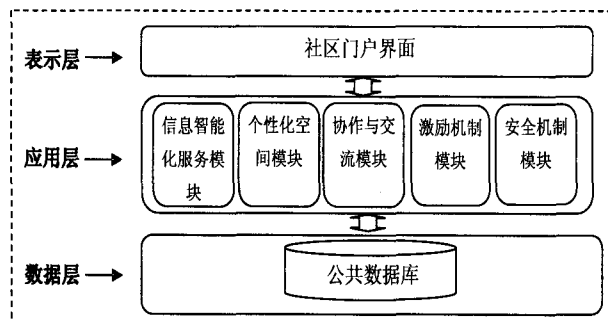 表示层
社区门户界面
应用层
信息智能
化服务模
块
个性化空
间模块
协作与交
流模块
激励机制
模块
安全机制
模块
数据层
公共数据库